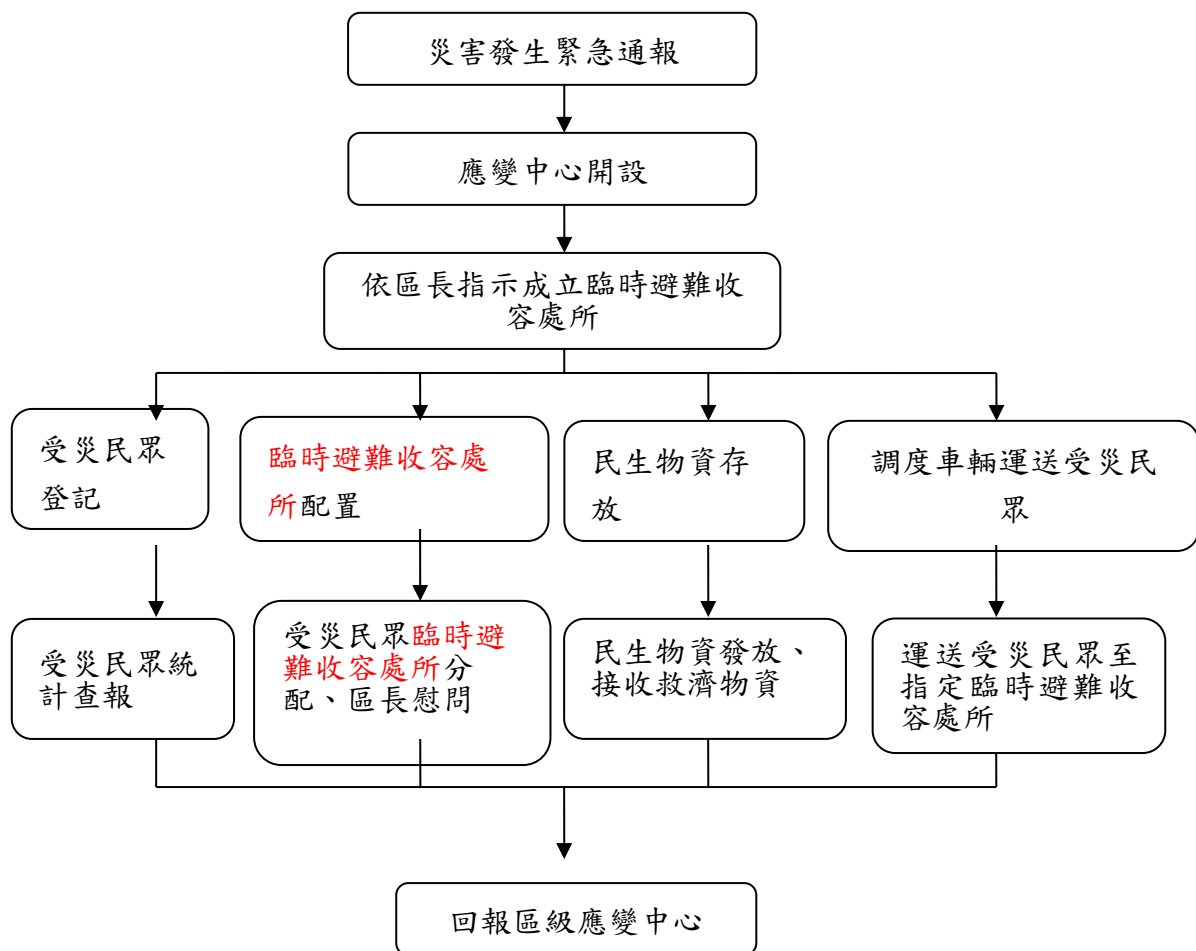 災害發生緊急通報
應變中心開設
依區長指示成立臨時避難收
容處所
受災民眾
登記
臨時避難收容處
所配置
民生物資存
放
調度車輛運送受災民
眾
受災民眾統
計查報
受災民眾臨時避
難收容處所分
配、區長慰問
民生物資發放、
接收救濟物資
運送受災民眾至
指定臨時避難收
容處所
回報區級應變中心